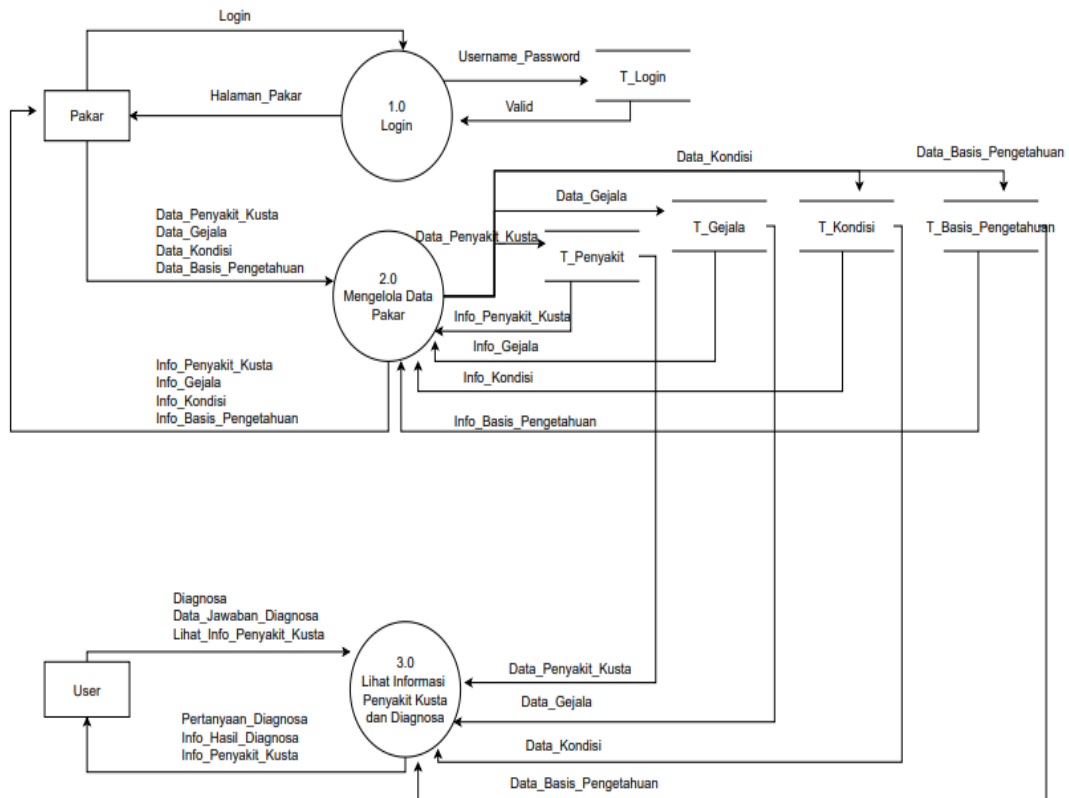 Login
Username_Password
T_Login
Halaman_Pakar
Valid
1.0
Login
Pakar
Data_Kondisi
Data_Basis_Pengetahuan
Data_Gejala
Data_Penyakit_Kusta
Data_Gejala
Data_Kondisi
Data_Basis_Pengetahuan
Data_Penyakit_Kusta
T_Gejala
T_Kondisi
T_Basis_Pengetahuan
T_Penyakit
2.0
Mengelola Data
Pakar
Info_Penyakit_Kusta
Info_Gejala
Info_Kondisi
Info_Basis_Pengetahuan
Info_Penyakit_Kusta
Info_Gejala
Info_Kondisi
Info_Basis_Pengetahuan
Diagnosa
Data_Jawaban_Diagnosa
Lihat_Info_Penyakit_Kusta
User
3.0
Lihat Informasi
Penyakit Kusta
dan Diagnosa
Data_Penyakit_Kusta
Data_Gejala
Data_Kondisi
Data_Basis_Pengetahuan
Pertanyaan_Diagnosa
Info_Hasil_Diagnosa
Info_Penyakit_Kusta